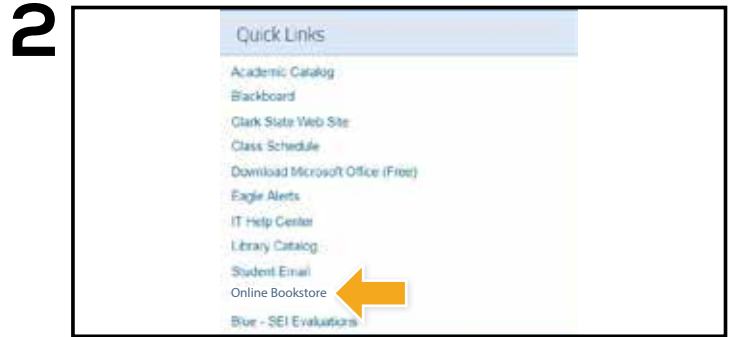 2
Quick Links
Academic Catalog
Blackboard
Clark State Web Site
Class Schedule
Download Microsoft Office (Free)
Eagle Alerts
IT Help Center
Library Catalog
Student Email
Online Bookstore
Blue - SEI Evaluations